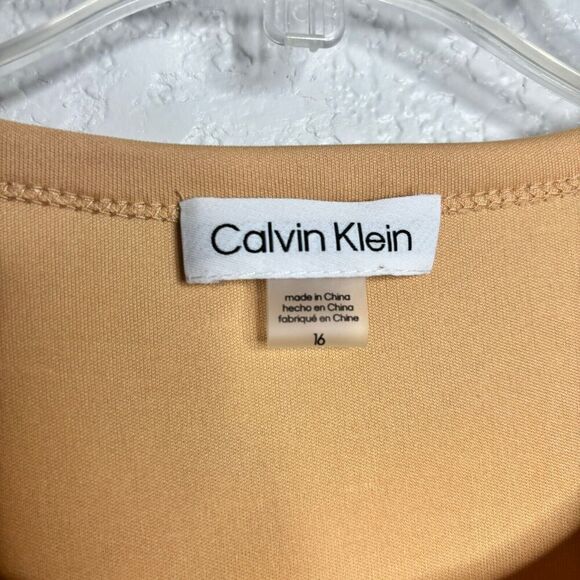 Calvin Klein
made in China
hecho en China
fabriqué en Chine
16